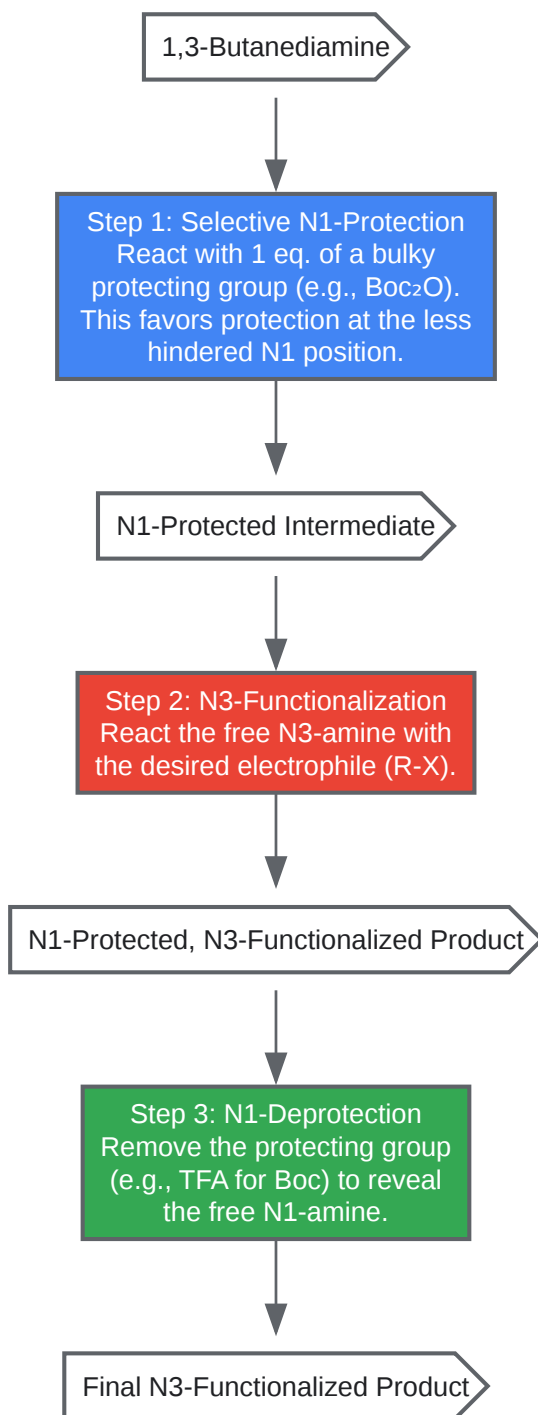 1,3-Butanediamine
Step 1: Selective N1-Protection
React with 1 eq. of a bulky
protecting group (e.g., Boc₂O).
This favors protection at the less
hindered N1 position.
N1-Protected Intermediate
Step 2: N3-Functionalization
React the free N3-amine with
the desired electrophile (R-X).
N1-Protected, N3-Functionalized Product
Step 3: N1-Deprotection
Remove the protecting group
(e.g., TFA for Boc) to reveal
the free N1-amine.
Final N3-Functionalized Product